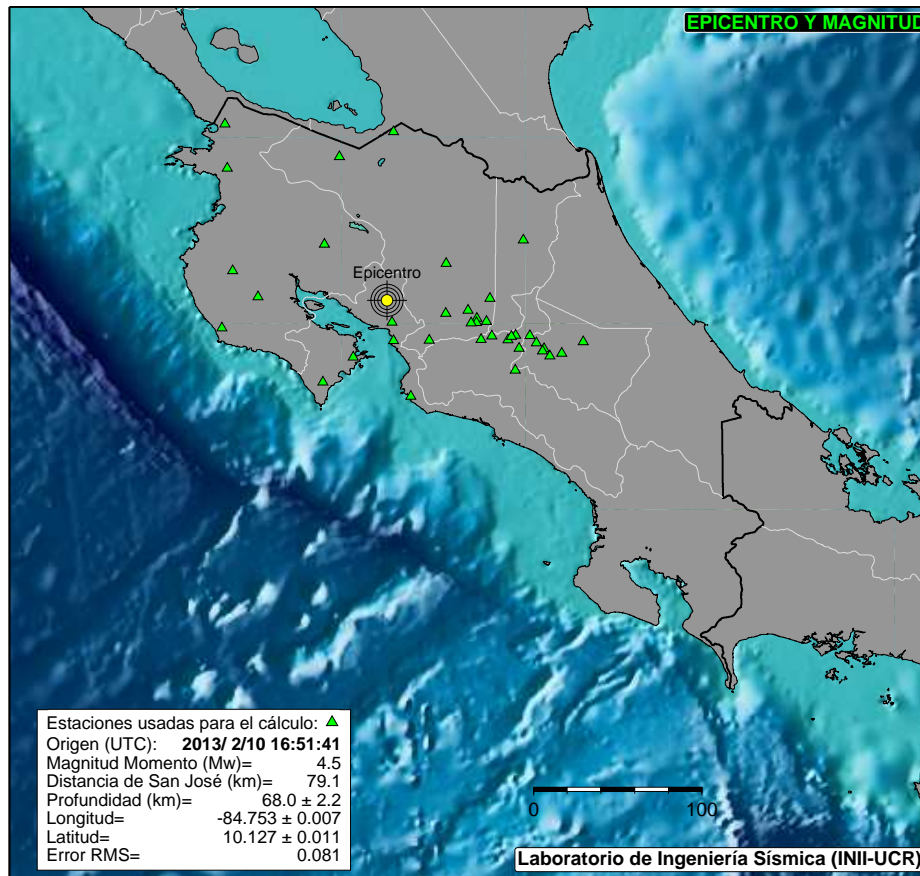 EPICENTRO Y MAGNITUD
Epicentro
Estaciones usadas para el cálculo:
Origen (UTC): 2013/ 2/10 16:51:41
Magnitud Momento (Mw)= 4.5
Distancia de San José (km)= 79.1
Profundidad (km)= 68.0 ± 2.2
Longitud= -84.753 ± 0.007
Latitud= 10.127 ± 0.011
Error RMS= 0.081
0 100
Laboratorio de Ingeniería Sísmica (INII-UCR)